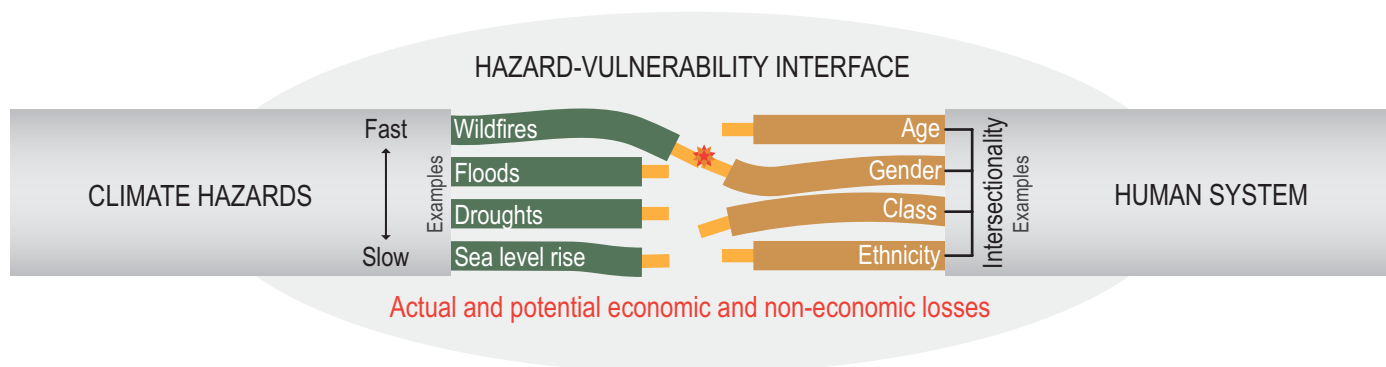 HAZARD-VULNERABILITY INTERFACE
CLIMATE HAZARDS
Fast
Slow
Examples
Wildfires
Floods
Droughts
Sea level rise
Age
Gender
Class
Ethnicity
Intersectionality
Examples
HUMAN SYSTEM
Actual and potential economic and non-economic losses